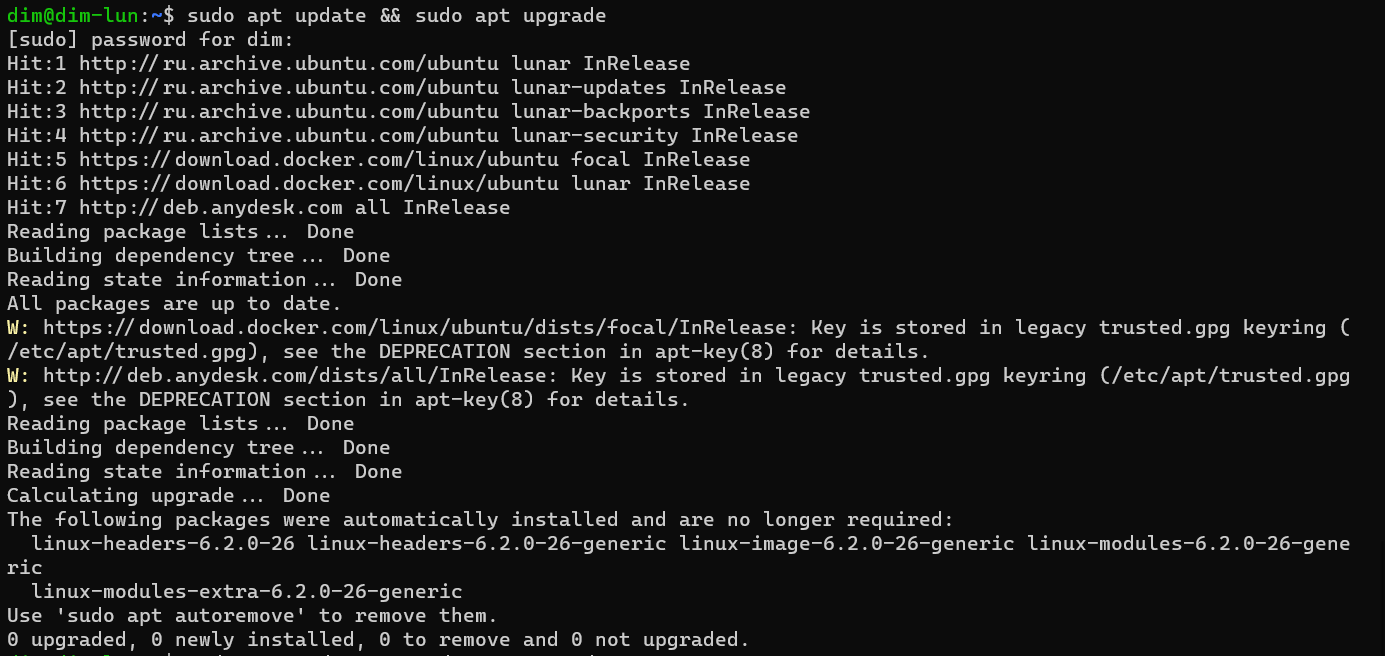 dim@dim-lun:~$ sudo apt update && sudo apt upgrade
[sudo] password for dim:
Hit:1 http://ru.archive.ubuntu.com/ubuntu lunar InRelease
Hit:2 http://ru.archive.ubuntu.com/ubuntu lunar-updates InRelease
Hit:3 http://ru.archive.ubuntu.com/ubuntu lunar-backports InRelease
Hit:4 http://ru.archive.ubuntu.com/ubuntu lunar-security InRelease
Hit:5 https://download.docker.com/linux/ubuntu focal InRelease
Hit:6 https://download.docker.com/linux/ubuntu lunar InRelease
Hit:7 http://deb.anydesk.com all InRelease
Reading package lists... Done
Building dependency tree... Done
Reading state information... Done
All packages are up to date.
W: https://download.docker.com/linux/ubuntu/dists/focal/InRelease: Key is stored in legacy trusted.gpg keyring (
/etc/apt/trusted.gpg), see the DEPRECATION section in apt-key(8) for details.
W: http://deb.anydesk.com/dists/all/InRelease: Key is stored in legacy trusted.gpg keyring (/etc/apt/trusted.gpg
), see the DEPRECATION section in apt-key(8) for details.
Reading package lists... Done
Building dependency tree... Done
Reading state information... Done
Calculating upgrade... Done
The following packages were automatically installed and are no longer required:
  linux-headers-6.2.0-26 linux-headers-6.2.0-26-generic linux-image-6.2.0-26-generic linux-modules-6.2.0-26-gene
ric
  linux-modules-extra-6.2.0-26-generic
Use 'sudo apt autoremove' to remove them.
0 upgraded, 0 newly installed, 0 to remove and 0 not upgraded.